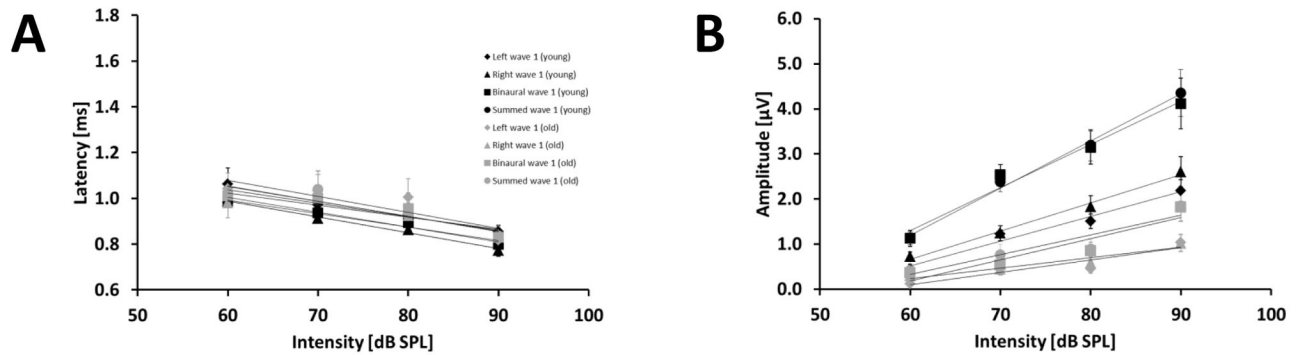 A
1.8
1.6
1.4
1.2
1.0
0.8
0.6
Latency [ms]
50 60 70 80 90 100
Intensity [dB SPL]
Left wave 1 (young)
Right wave 1 (young)
Binaural wave 1 (young)
Summed wave 1 (young)
Left wave 1 (old)
Right wave 1 (old)
Binaural wave 1 (old)
Summed wave 1 (old)
B
6.0
5.0
4.0
3.0
2.0
1.0
0.0
Amplitude [µV]
50 60 70 80 90 100
Intensity [dB SPL]